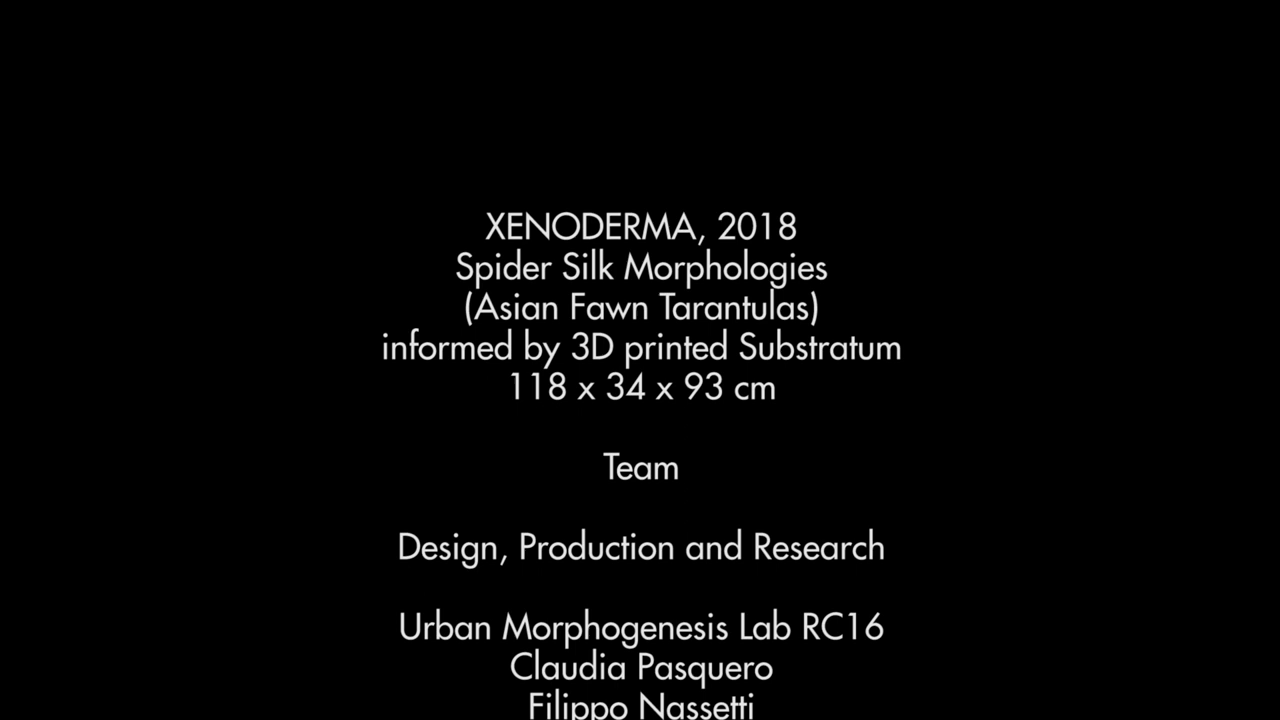 XENODERMA, 2018
Spider Silk Morphologies
(Asian Fawn Tarantulas)
informed by 3D printed Substratum
118 x 34 x 93 cm
Team
Design, Production and Research
Urban Morphogenesis Lab RC16
Claudia Pasquero
Filippo Nassetti